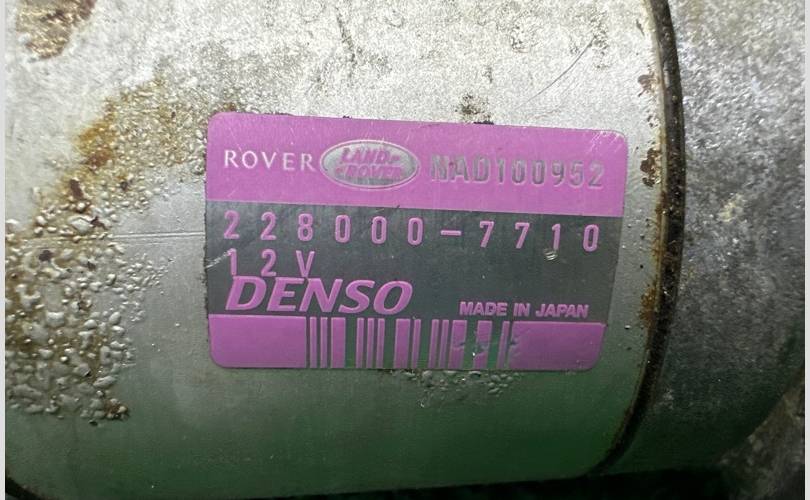 ROVER LAND ROVER NAD100952
228000-7710
12V
DENSO MADE IN JAPAN